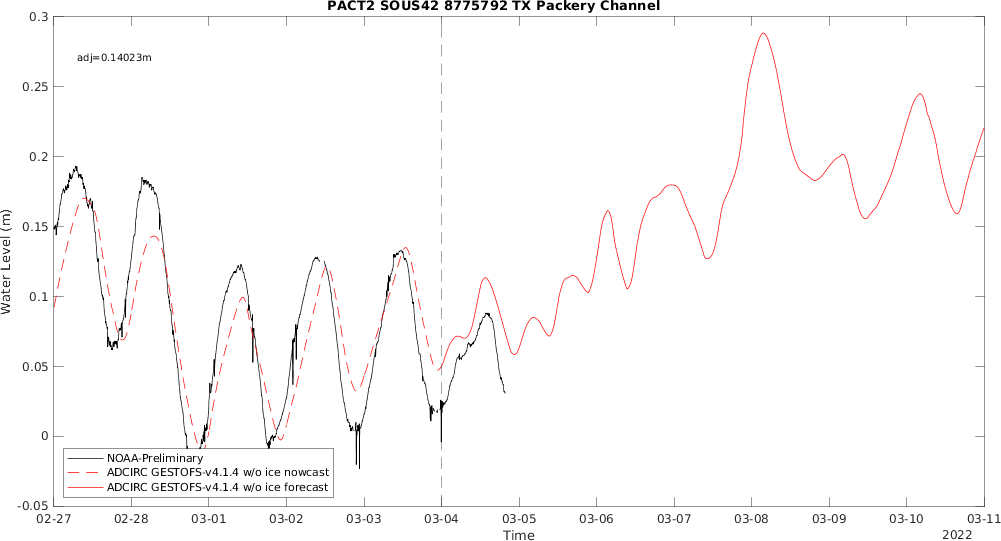 PACT2 SOUS42 8775792 TX Packery Channel
0.3
adj=0.14023m
0.25
0.2
0.15
Water Level (m)
0.1
0.05
0
NOAA-Preliminary
ADCIRC GESTOFS-v4.1.4 w/o ice nowcast
ADCIRC GESTOFS-v4.1.4 w/o ice forecast
-0.05
02-27 02-28 03-01 03-02 03-03 03-04 03-05 03-06 03-07 03-08 03-09 03-10 03-11
Time
2022